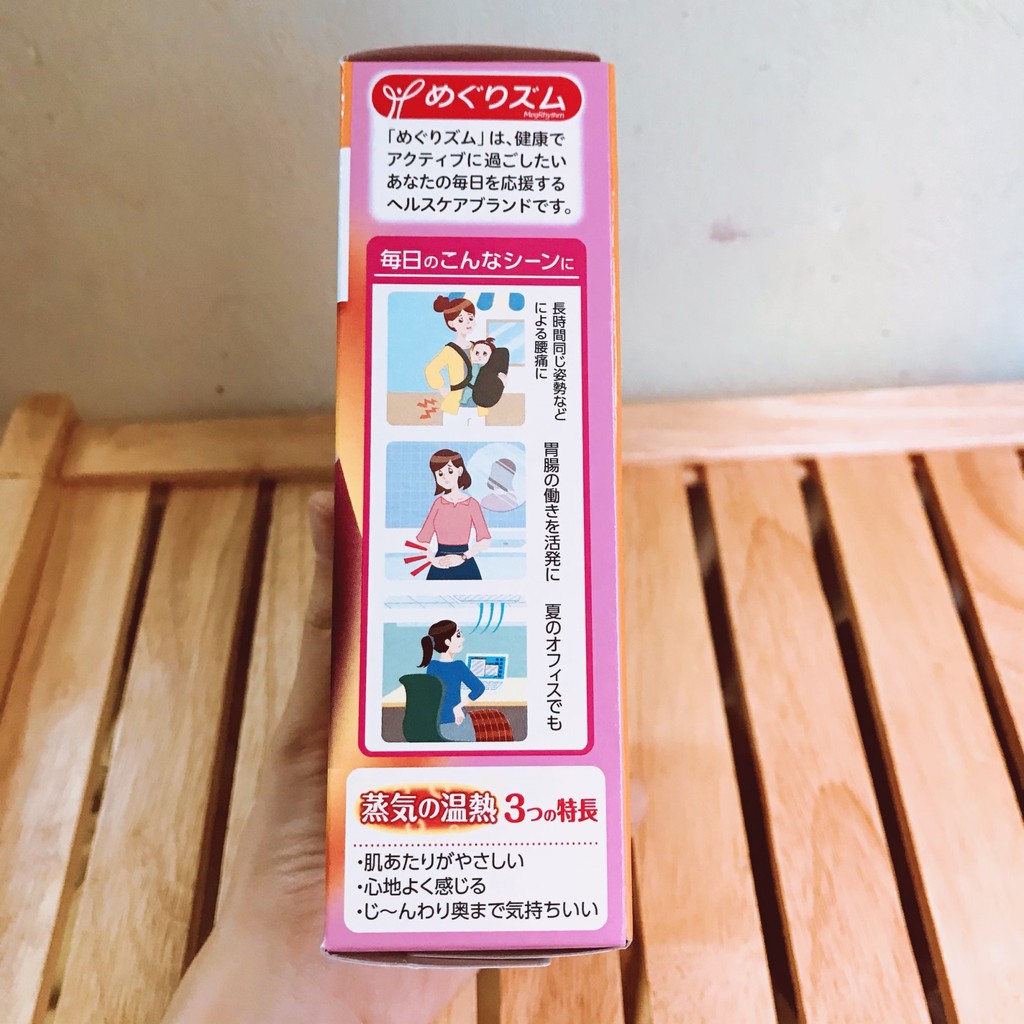 めぐりズム
MegRhythm
「めぐりズム」は、健康で
アクティブに過ごしたい
あなたの毎日を応援する
ヘルスケアブランドです。
毎日のこんなシーンに
長時間同じ姿勢など
による腰痛に
胃腸の働きを活発に
夏のオフィスでも
蒸気の温熱 3つの特長
・肌あたりがやさしい
・心地よく感じる
・じ〜んわり奥まで気持ちいい